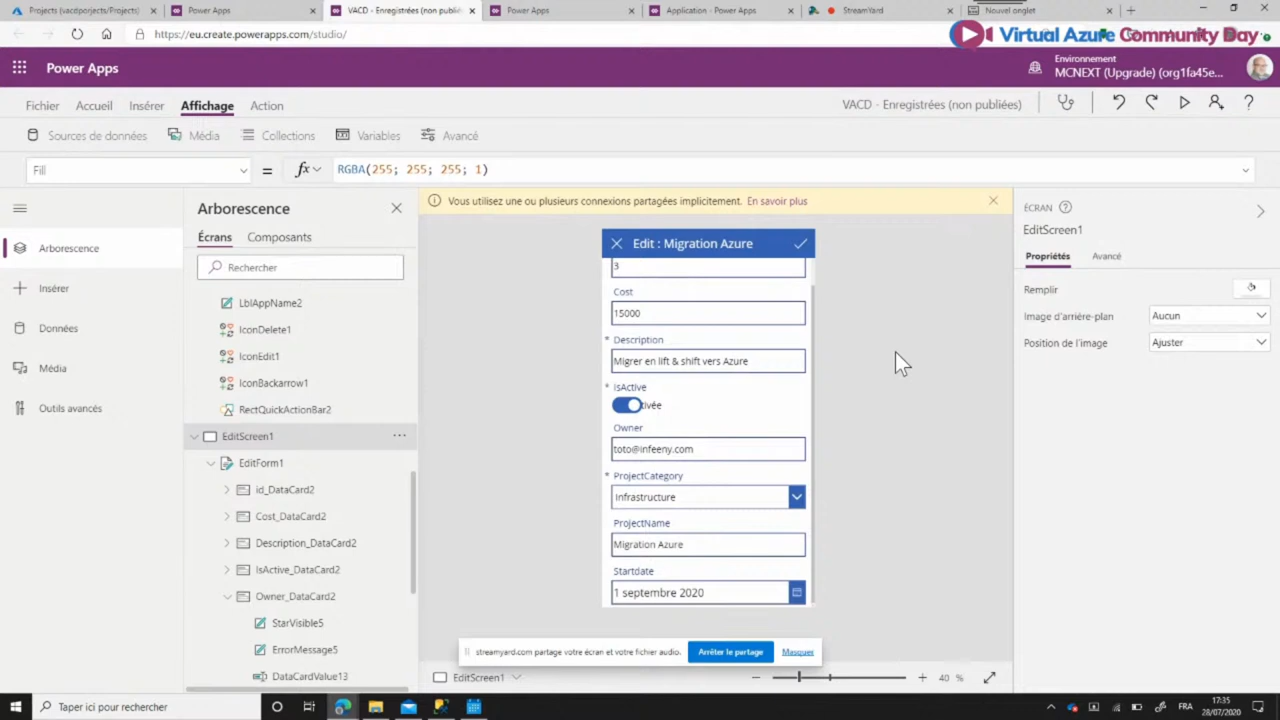 Projects (vacdporjects/Projects)
Power Apps
VACD - Enregistrées (non publiée
Power Apps
Application - Power Apps
StreamYard
Nouvel onglet
https://eu.create.powerapps.com/studio/
Virtual Azure Community Day
Power Apps
Environnement
MCNEXT (Upgrade) (org1fa45e...
Fichier Accueil Insérer Affichage Action
VACD - Enregistrées (non publiées)
Sources de données Média Collections Variables Avancé
Fill = fx RGBA(255; 255; 255; 1)
Arborescence
Insérer
Données
Média
Outils avancés
Arborescence
Écrans Composants
Rechercher
LblAppName2
IconDelete1
IconEdit1
IconBackarrow1
RectQuickActionBar2
EditScreen1 ...
EditForm1
id_DataCard2
Cost_DataCard2
Description_DataCard2
IsActive_DataCard2
Owner_DataCard2
StarVisible5
ErrorMessage5
DataCardValue13
Vous utilisez une ou plusieurs connexions partagées implicitement. En savoir plus
Edit : Migration Azure
3
Cost
15000
* Description
Migrer en lift & shift vers Azure
* IsActive
tivée
Owner
toto@infeeny.com
* ProjectCategory
Infrastructure
ProjectName
Migration Azure
Startdate
1 septembre 2020
streamyard.com partage votre écran et votre fichier audio. Arrêter le partage Masquer
EditScreen1
40 %
ÉCRAN
EditScreen1
Propriétés Avancé
Remplir
Image d'arrière-plan Aucun
Position de l'image Ajuster
Taper ici pour rechercher
FRA
17:35
28/07/2020